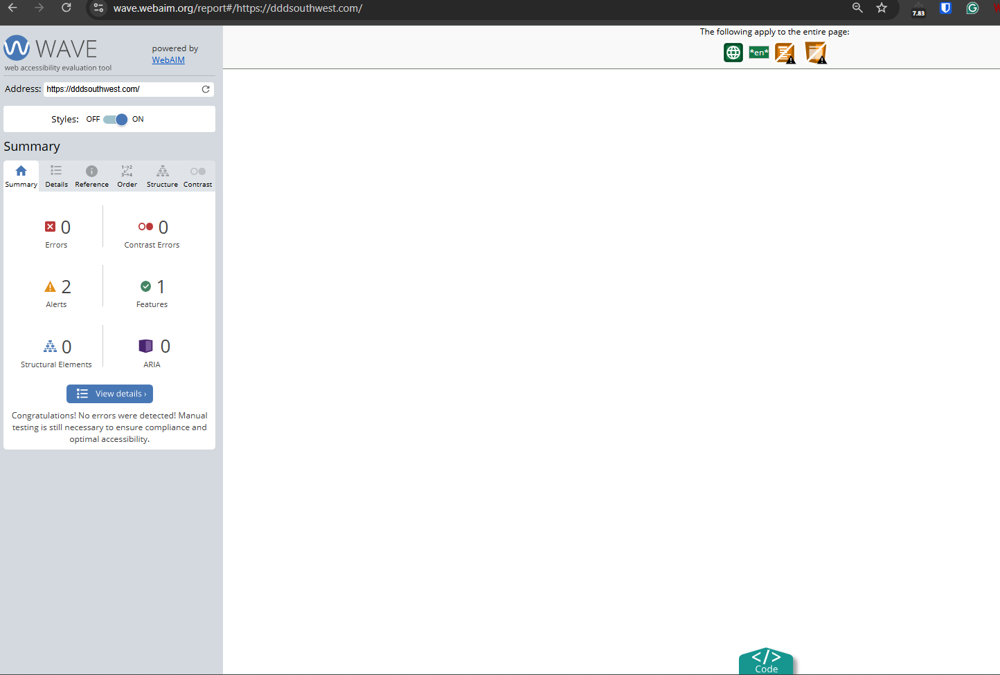 wave.webaim.org/report#/https://dddsouthwest.com/
7.83
The following apply to the entire page:
*en*
WAVE
web accessibility evaluation tool
powered by
WebAIM
Address: https://dddsouthwest.com/
Styles: OFF ON
Summary
Summary Details Reference Order Structure Contrast
0 Errors
0 Contrast Errors
2 Alerts
1 Features
0 Structural Elements
0 ARIA
View details ›
Congratulations! No errors were detected! Manual
testing is still necessary to ensure compliance and
optimal accessibility.
</> 
Code